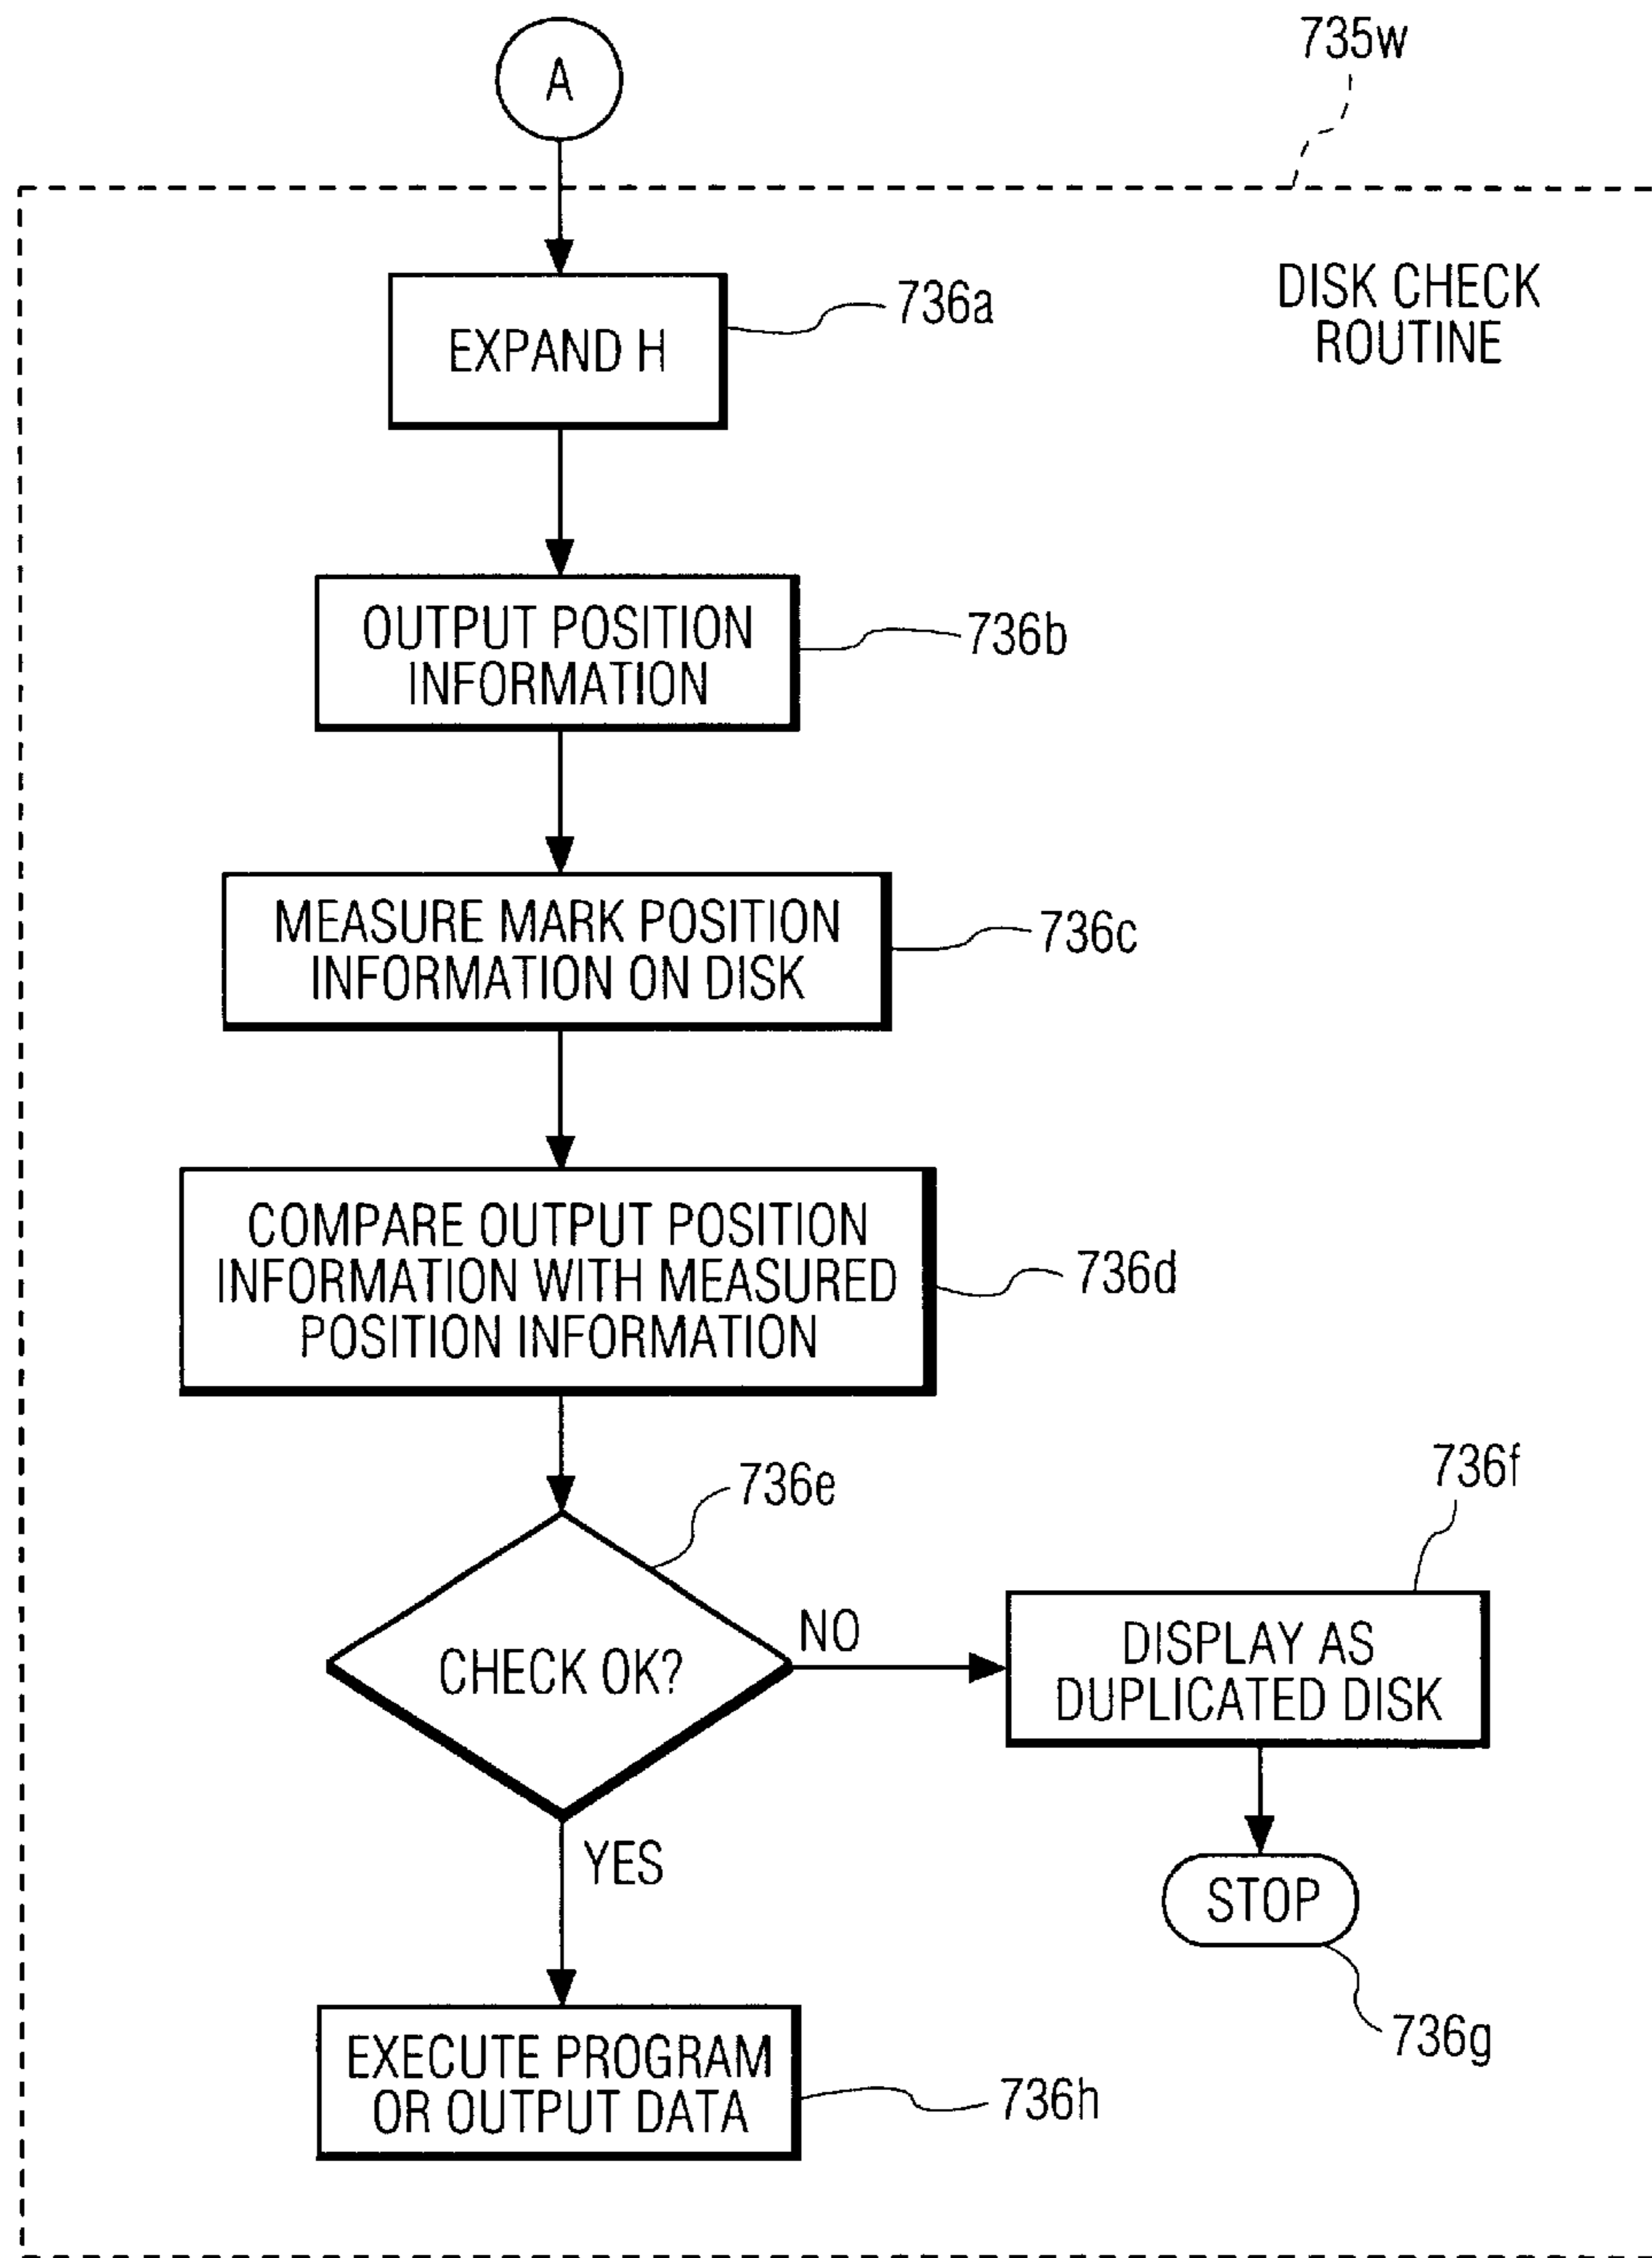 735w
A
DISK CHECK
ROUTINE
736a
EXPAND H
736b
OUTPUT POSITION
INFORMATION
736c
MEASURE MARK POSITION
INFORMATION ON DISK
736d
COMPARE OUTPUT POSITION
INFORMATION WITH MEASURED
POSITION INFORMATION
736e
CHECK OK?
NO
736f
DISPLAY AS
DUPLICATED DISK
YES
STOP
736g
EXECUTE PROGRAM
OR OUTPUT DATA
736h